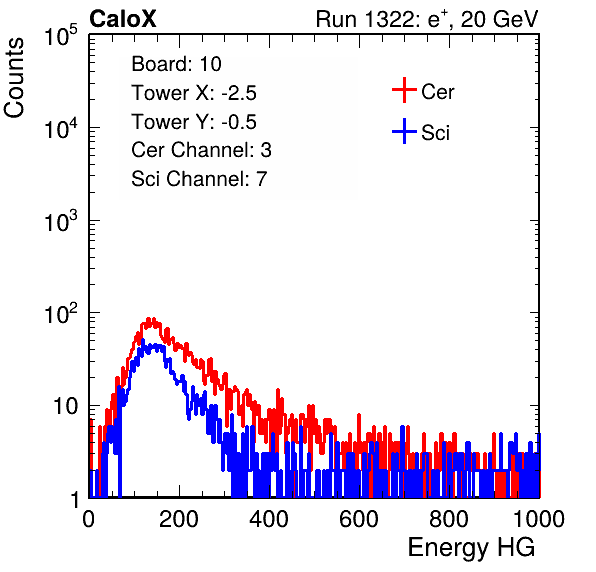 CaloX Run 1322: e⁺, 20 GeV
Counts
10⁵
10⁴
10³
10²
10
1
Board: 10
Tower X: -2.5
Tower Y: -0.5
Cer Channel: 3
Sci Channel: 7
Cer
Sci
0 200 400 600 800 1000
Energy HG